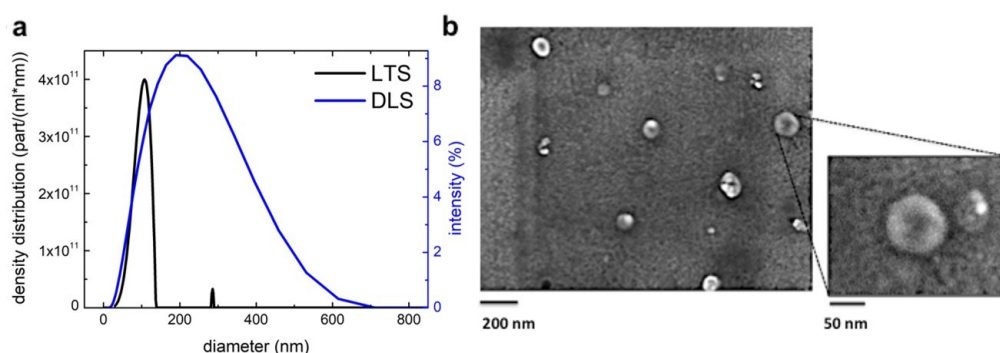 a
density distribution (part/(ml*nm))
4x10¹¹
3x10¹¹
2x10¹¹
1x10¹¹
0
LTS
DLS
8
6
4
2
0
intensity (%)
0 200 400 600 800
diameter (nm)
b
200 nm
50 nm